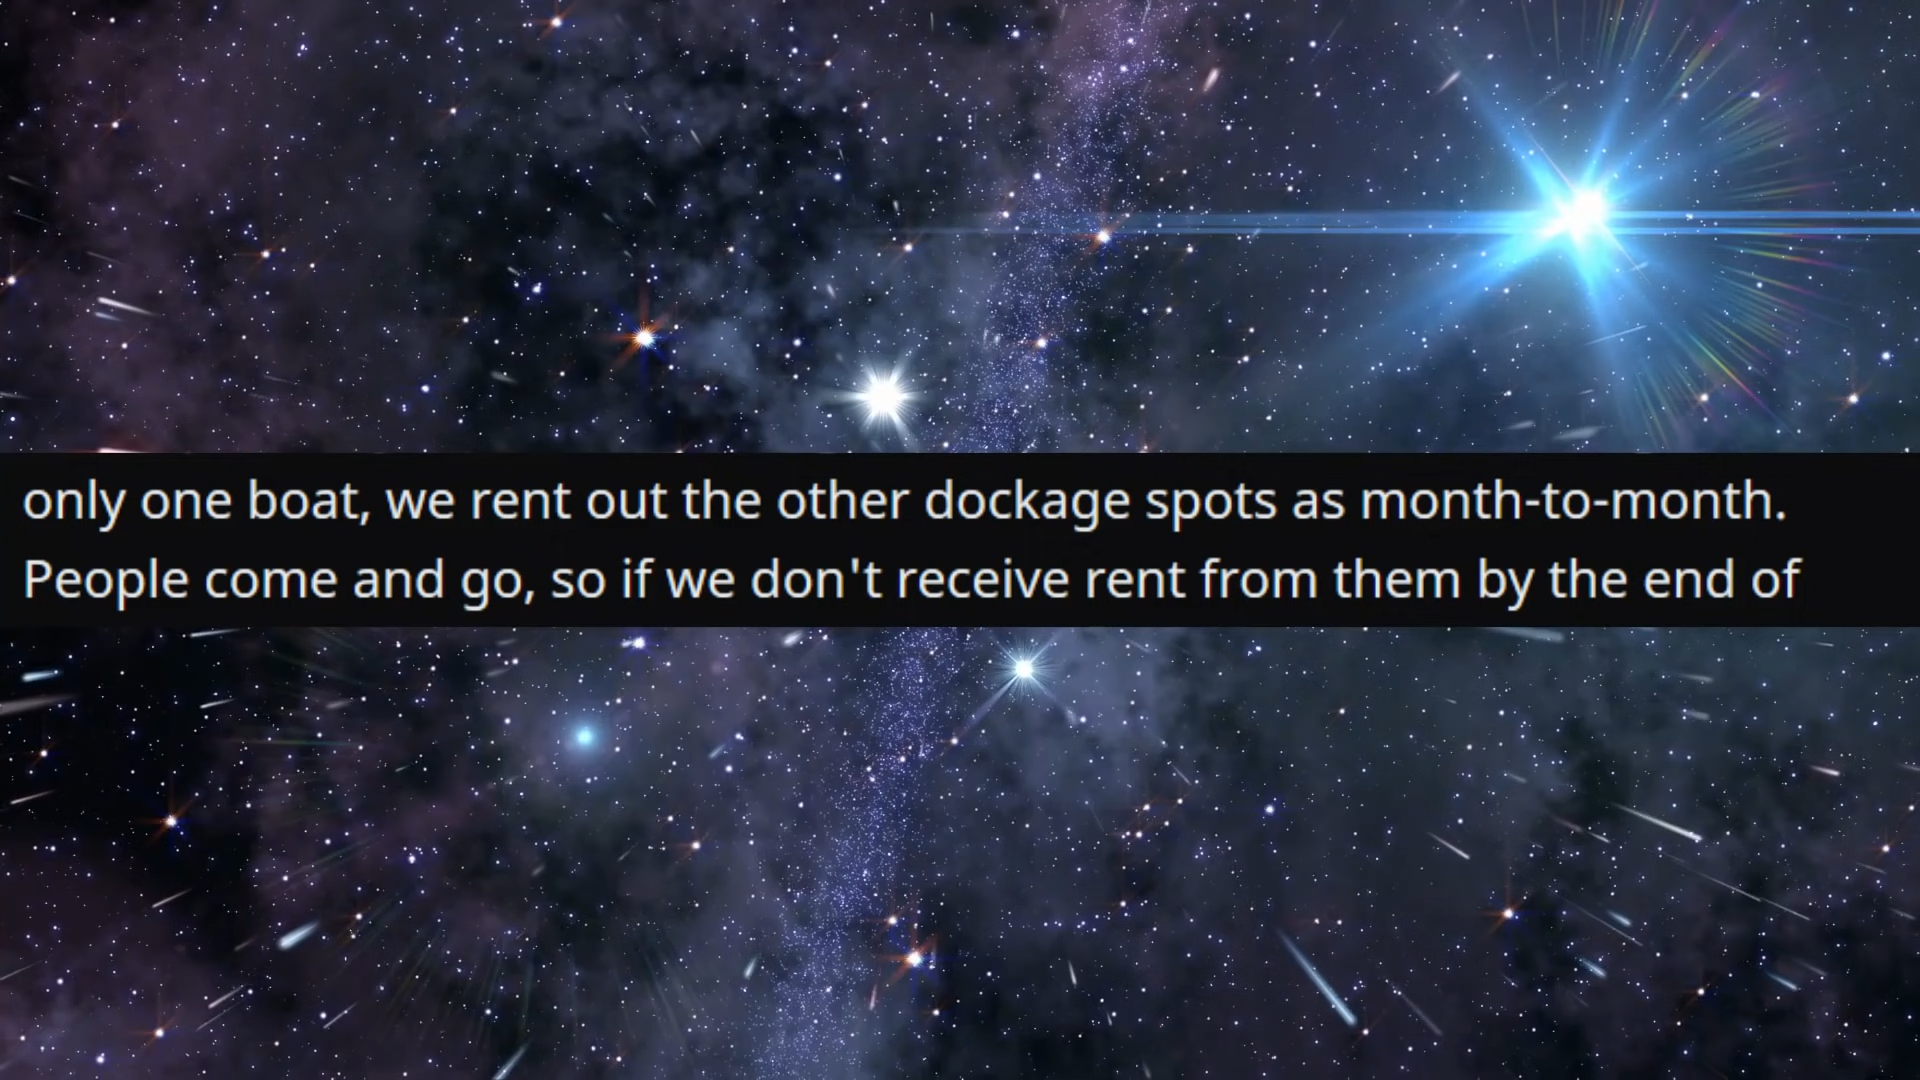 only one boat, we rent out the other dockage spots as month-to-month.
People come and go, so if we don't receive rent from them by the end of